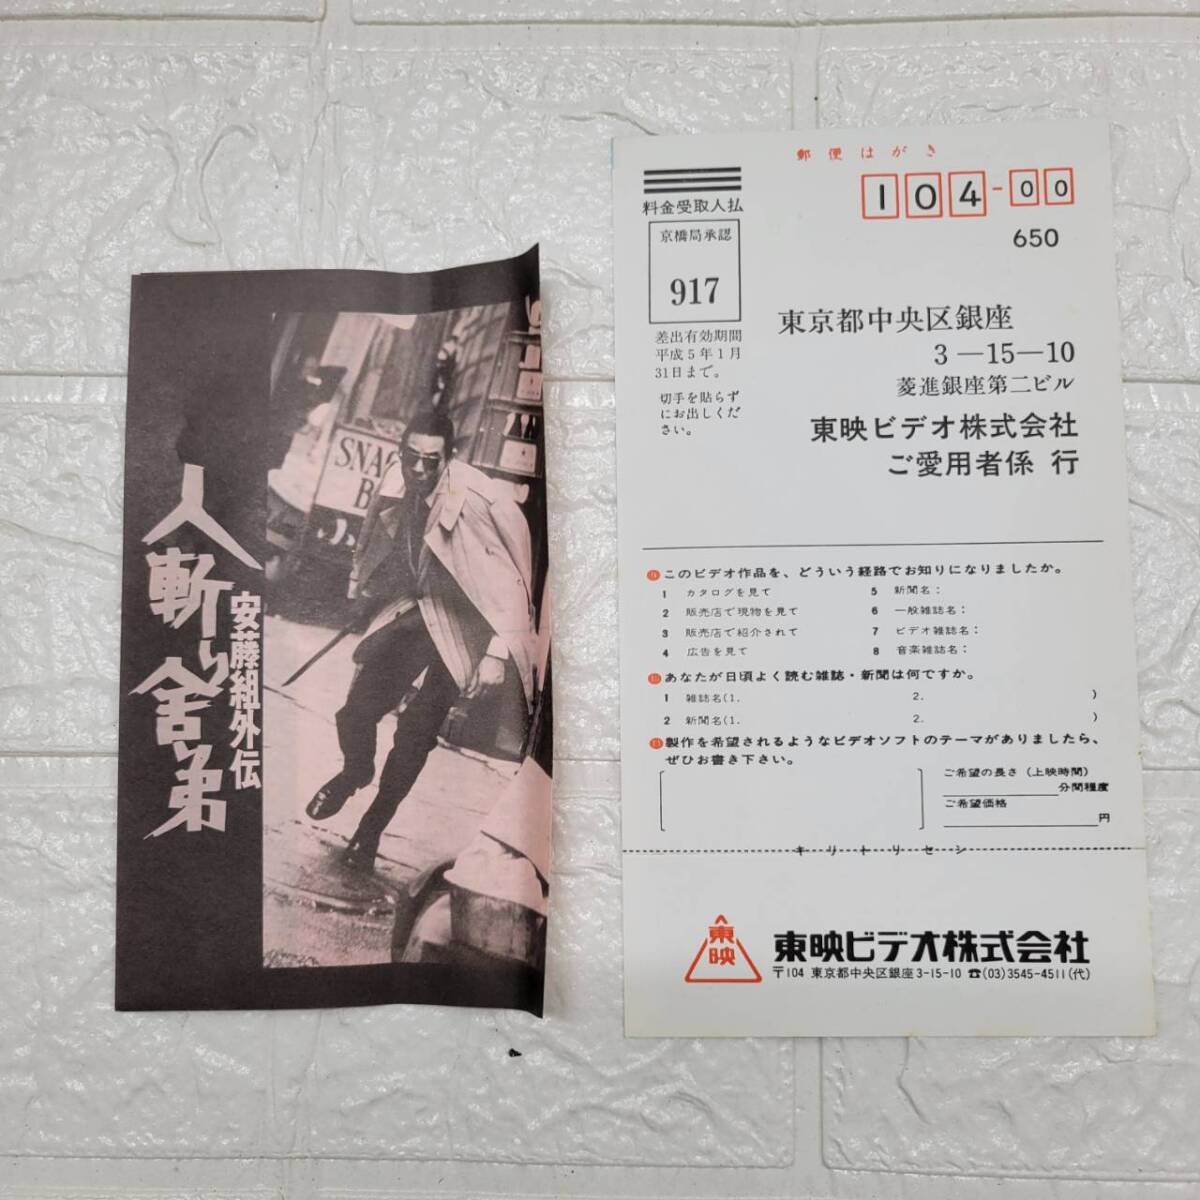 人斬り舎弟
安藤組外伝
SNA
B
郵便はがき
104-00
650
料金受取人払
京橋局承認
917
差出有効期間
平成5年1月
31日まで。
切手を貼らず
にお出しくだ
さい。
東京都中央区銀座
3―15―10
菱進銀座第二ビル
東映ビデオ株式会社
ご愛用者係 行
このビデオ作品を、どういう経路でお知りになりましたか。
1 カタログを見て
2 販売店で現物を見て
3 販売店で紹介されて
4 広告を見て
5 新聞名：
6 一般雑誌名：
7 ビデオ雑誌名：
8 音楽雑誌名：
あなたが日頃よく読む雑誌・新聞は何ですか。
1 雑誌名(1. 2. )
2 新聞名(1. 2. )
製作を希望されるようなビデオソフトのテーマがありましたら、
ぜひお書き下さい。
ご希望の長さ（上映時間）
分間程度
ご希望価格
円
キリトリセン
東映
東映ビデオ株式会社
〒104 東京都中央区銀座3-15-10 ☎(03)3545-4511(代)